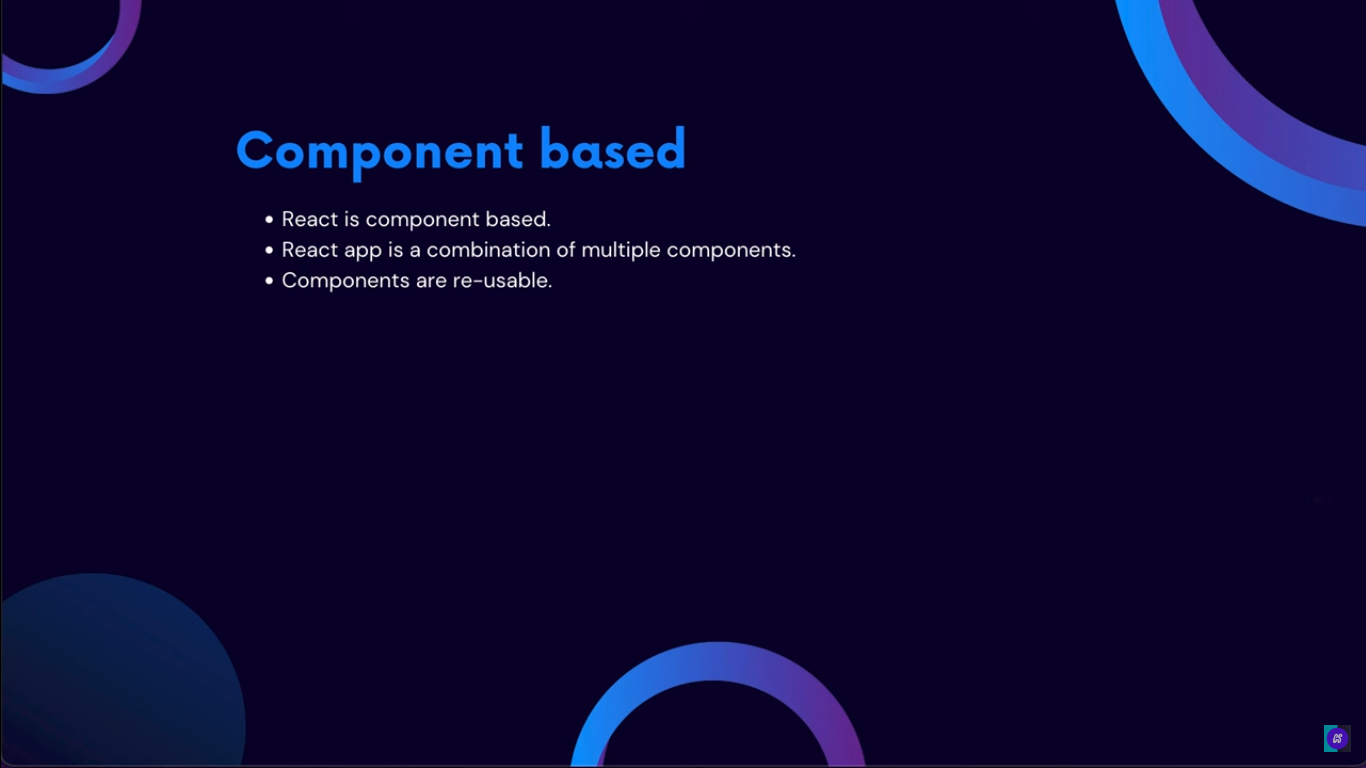 Component based
• React is component based.
• React app is a combination of multiple components.
• Components are re-usable.